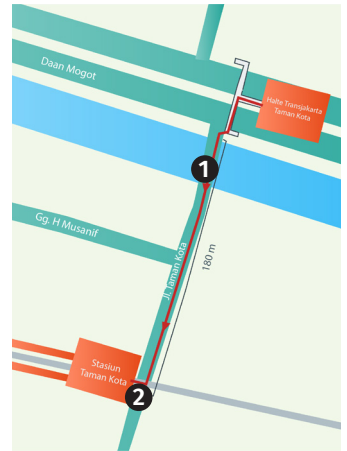 Daan Mogot
Halte Transjakarta
Taman Kota
1
Gg. H Musanif
Jl. Taman Kota
180 m
Stasiun
Taman Kota
2